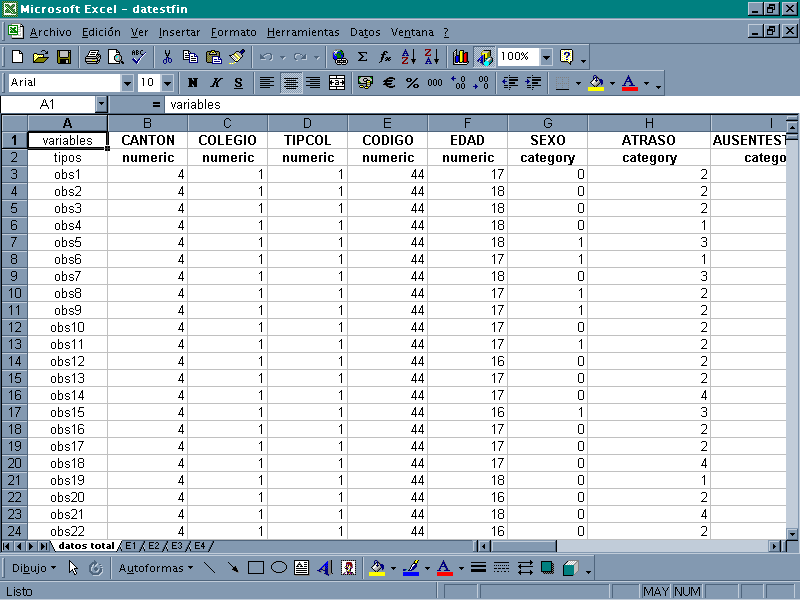 Microsoft Excel - datestfin
Archivo Edición Ver Insertar Formato Herramientas Datos Ventana ?
100%
Arial 10 N K S € % 000
A1 = variables
A B C D E F G H I
1 variables CANTON COLEGIO TIPCOL CODIGO EDAD SEXO ATRASO AUSENTEST
2 tipos numeric numeric numeric numeric numeric category category catego
3 obs1 4 1 1 44 17 0 2
4 obs2 4 1 1 44 18 0 2
5 obs3 4 1 1 44 18 0 2
6 obs4 4 1 1 44 18 0 1
7 obs5 4 1 1 44 18 1 3
8 obs6 4 1 1 44 17 1 1
9 obs7 4 1 1 44 18 0 3
10 obs8 4 1 1 44 17 1 2
11 obs9 4 1 1 44 17 1 2
12 obs10 4 1 1 44 17 0 2
13 obs11 4 1 1 44 17 1 2
14 obs12 4 1 1 44 16 0 2
15 obs13 4 1 1 44 17 0 2
16 obs14 4 1 1 44 17 0 4
17 obs15 4 1 1 44 16 1 3
18 obs16 4 1 1 44 17 0 2
19 obs17 4 1 1 44 17 0 2
20 obs18 4 1 1 44 17 0 4
21 obs19 4 1 1 44 18 0 1
22 obs20 4 1 1 44 16 0 2
23 obs21 4 1 1 44 18 0 4
24 obs22 4 1 1 44 16 0 2
datos total E1 E2 E3 E4
Dibujo Autoformas
Listo MAY NUM